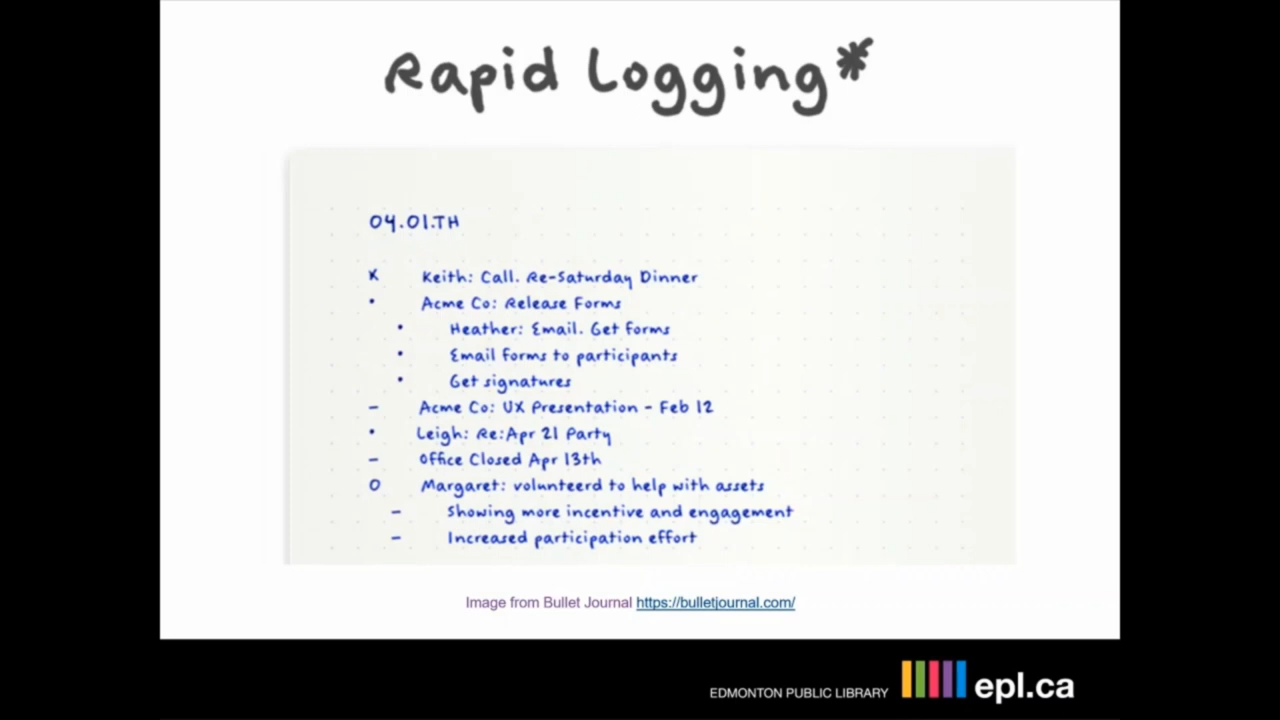 Rapid Logging*
04.01.TH
x Keith: Call. Re-Saturday Dinner
• Acme Co: Release Forms
• Heather: Email. Get forms
• Email forms to participants
• Get signatures
– Acme Co: UX Presentation - Feb 12
• Leigh: Re:Apr 21 Party
– Office Closed Apr 13th
O Margaret: volunteerd to help with assets
– Showing more incentive and engagement
– Increased participation effort
Image from Bullet Journal https://bulletjournal.com/
EDMONTON PUBLIC LIBRARY epl.ca